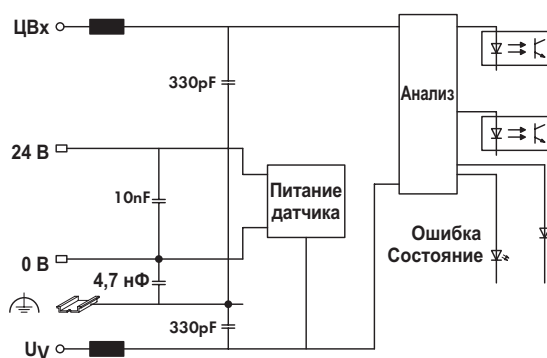 ЦВх
330pF
Анализ
24 В
10nF
Питание
датчика
0 В
4,7 нФ
Ошибка
Состояние
330pF
UV